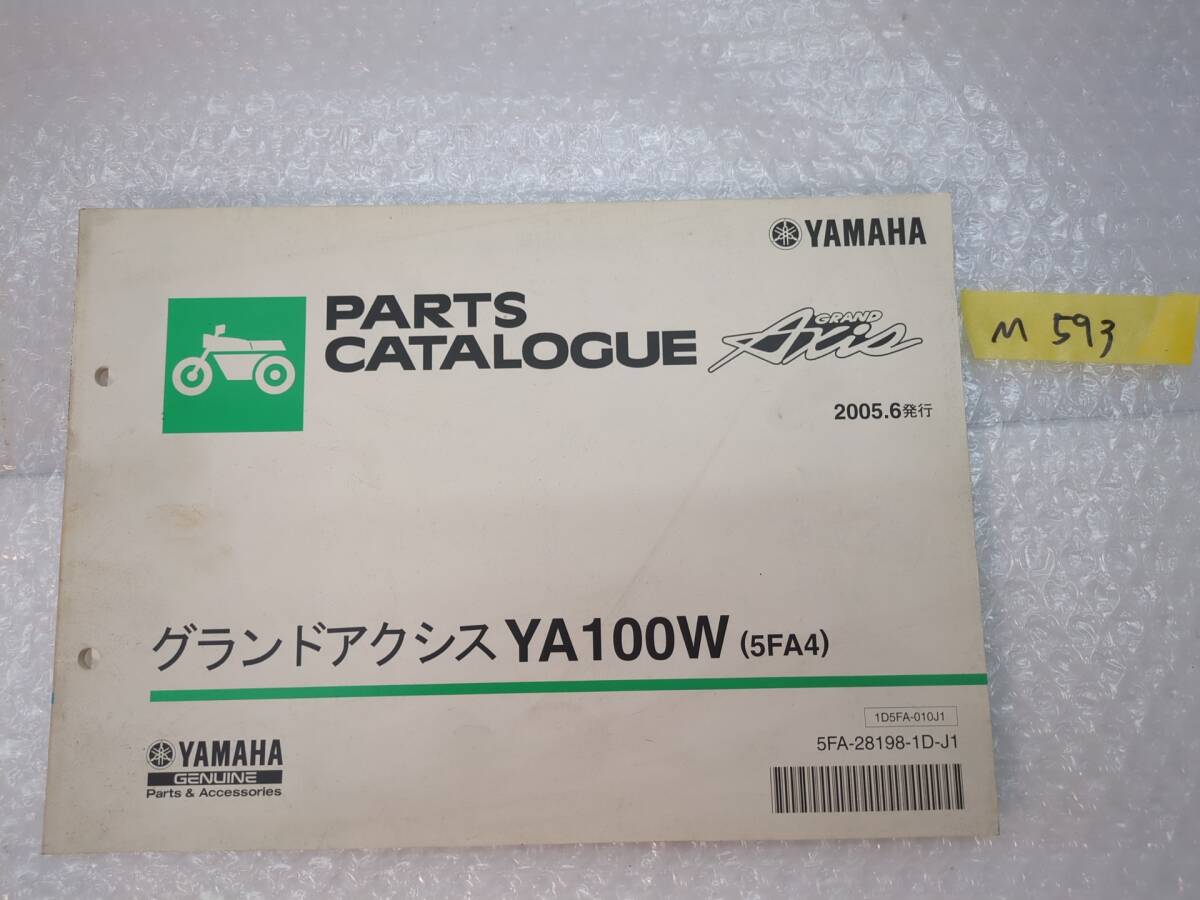 YAMAHA
PARTS
CATALOGUE
GRAND
Axis
2005.6発行
M 593
グランドアクシス YA100W (5FA4)
1D5FA-010J1
5FA-28198-1D-J1
YAMAHA
GENUINE
Parts & Accessories